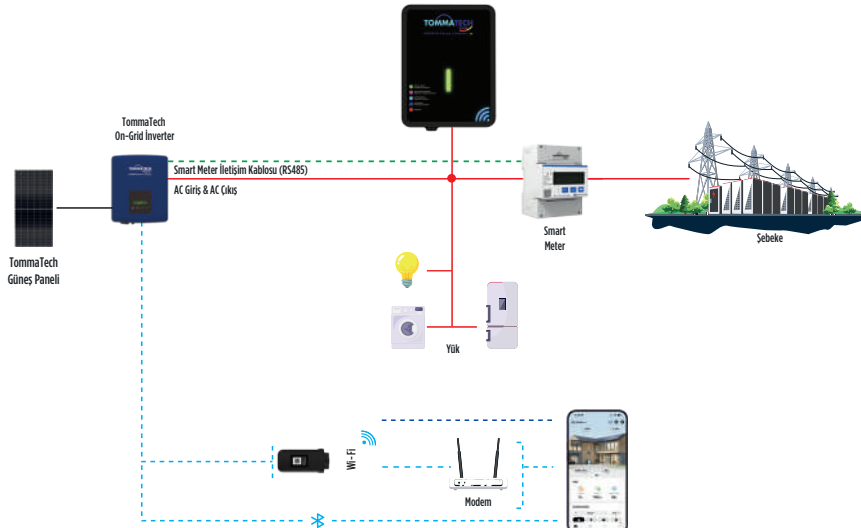 TOMMATECH
TommaTech
On-Grid İnverter
Smart Meter İletişim Kablosu (RS485)
AC Giriş & AC Çıkış
TommaTech
Güneş Paneli
Smart
Meter
Şebeke
Yük
Wi-Fi
Modem